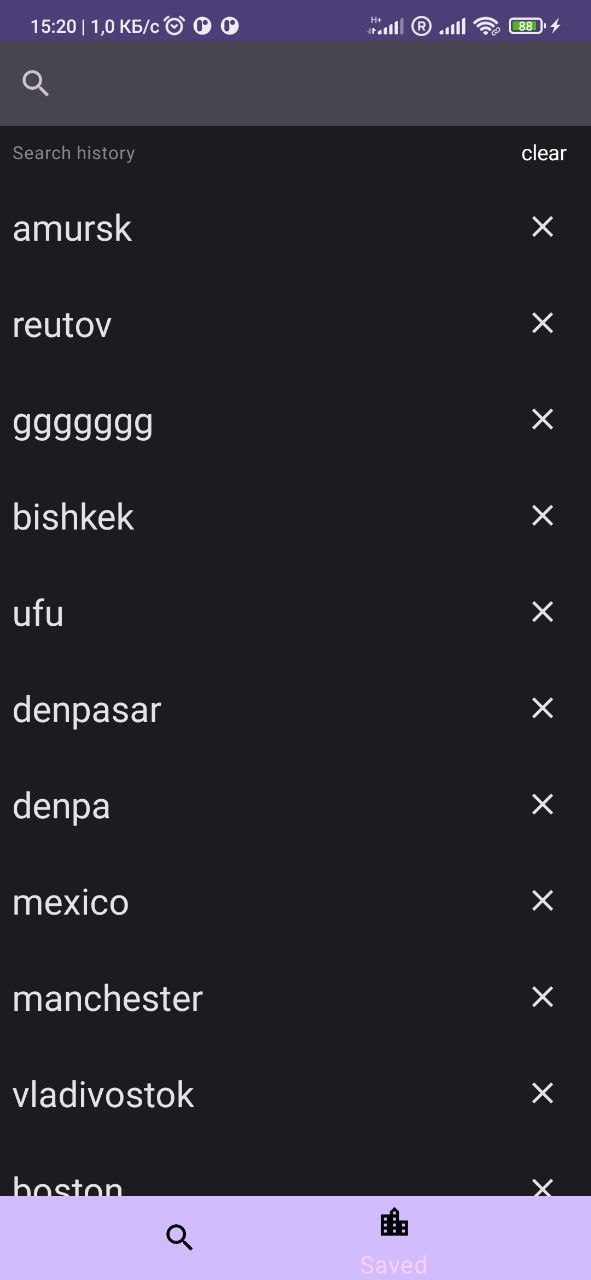 15:20 | 1,0 КБ/с H+ R 88
Search history
clear
amursk
reutov
ggggggg
bishkek
ufu
denpasar
denpa
mexico
manchester
vladivostok
boston
Saved